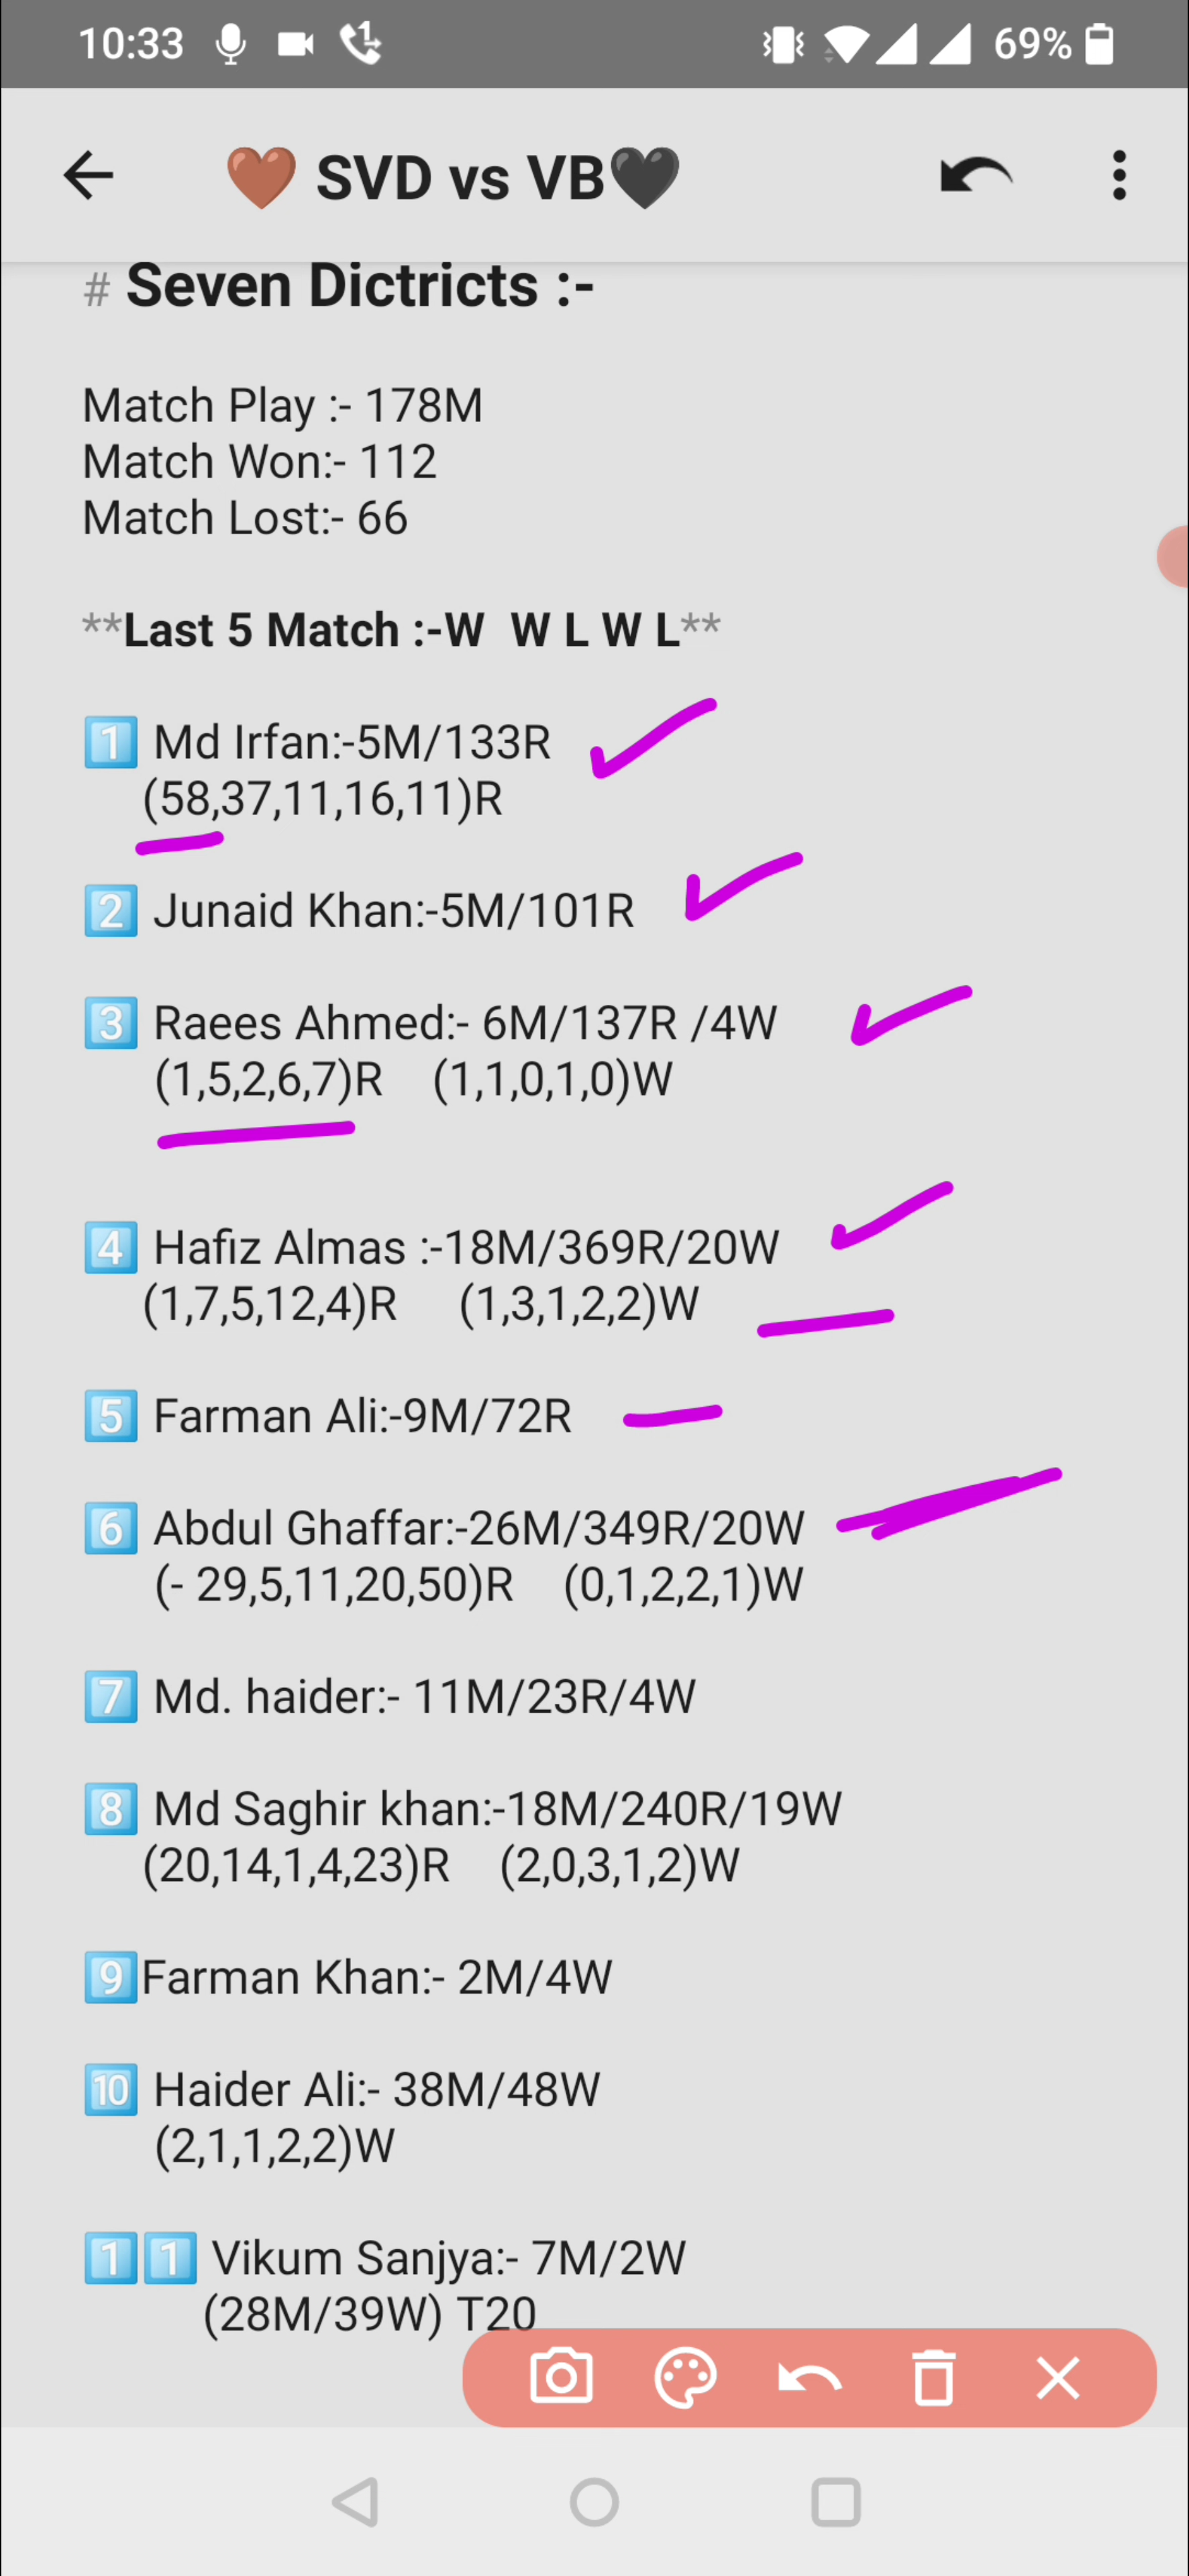 10:33 69%
🤎 SVD vs VB🖤
# Seven Dictricts :-
Match Play :- 178M
Match Won:- 112
Match Lost:- 66
**Last 5 Match :-W  W L W L**
1️⃣ Md Irfan:-5M/133R
(58,37,11,16,11)R
2️⃣ Junaid Khan:-5M/101R
3️⃣ Raees Ahmed:- 6M/137R /4W
(1,5,2,6,7)R (1,1,0,1,0)W
4️⃣ Hafiz Almas :-18M/369R/20W
(1,7,5,12,4)R (1,3,1,2,2)W
5️⃣ Farman Ali:-9M/72R
6️⃣ Abdul Ghaffar:-26M/349R/20W
(- 29,5,11,20,50)R (0,1,2,2,1)W
7️⃣ Md. haider:- 11M/23R/4W
8️⃣ Md Saghir khan:-18M/240R/19W
(20,14,1,4,23)R (2,0,3,1,2)W
9️⃣Farman Khan:- 2M/4W
🔟 Haider Ali:- 38M/48W
(2,1,1,2,2)W
1️⃣1️⃣ Vikum Sanjya:- 7M/2W
(28M/39W) T20